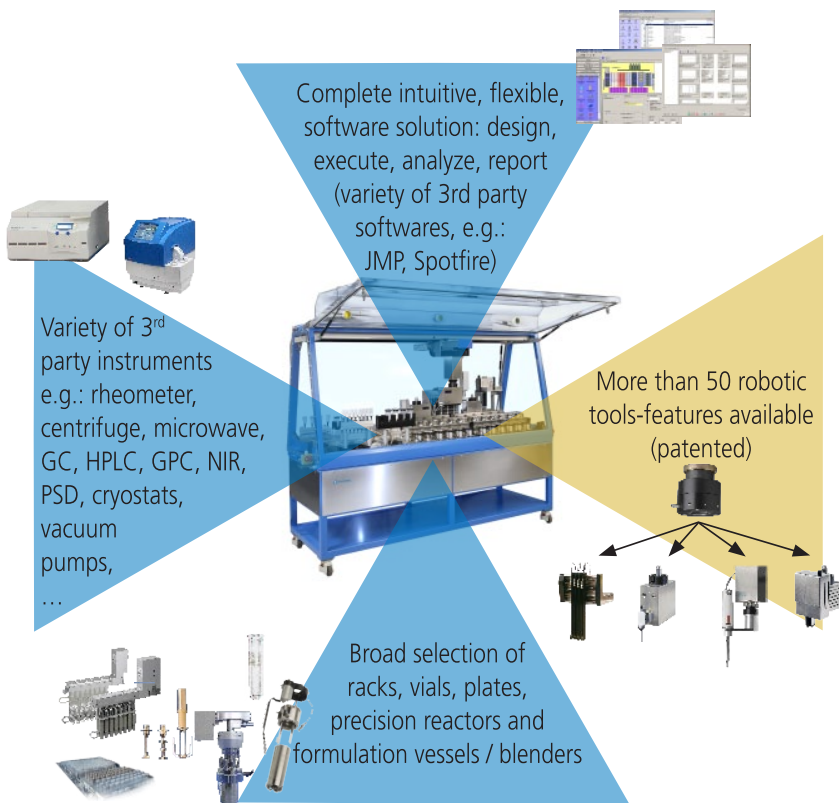 Complete intuitive, flexible,
software solution: design,
execute, analyze, report
(variety of 3rd party
softwares, e.g.:
JMP, Spotfire)
Variety of 3rd
party instruments
e.g.: rheometer,
centrifuge, microwave,
GC, HPLC, GPC, NIR,
PSD, cryostats,
vacuum
pumps,
...
More than 50 robotic
tools-features available
(patented)
Broad selection of
racks, vials, plates,
precision reactors and
formulation vessels / blenders